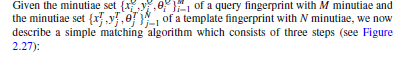 Given the minutiae set {x_i^Q, y_i^Q, θ_i^Q}_{i=1}^M of a query fingerprint with M minutiae and
the minutiae set {x_j^T, y_j^T, θ_j^T}_{j=1}^N of a template fingerprint with N minutiae, we now
describe a simple matching algorithm which consists of three steps (see Figure
2.27):